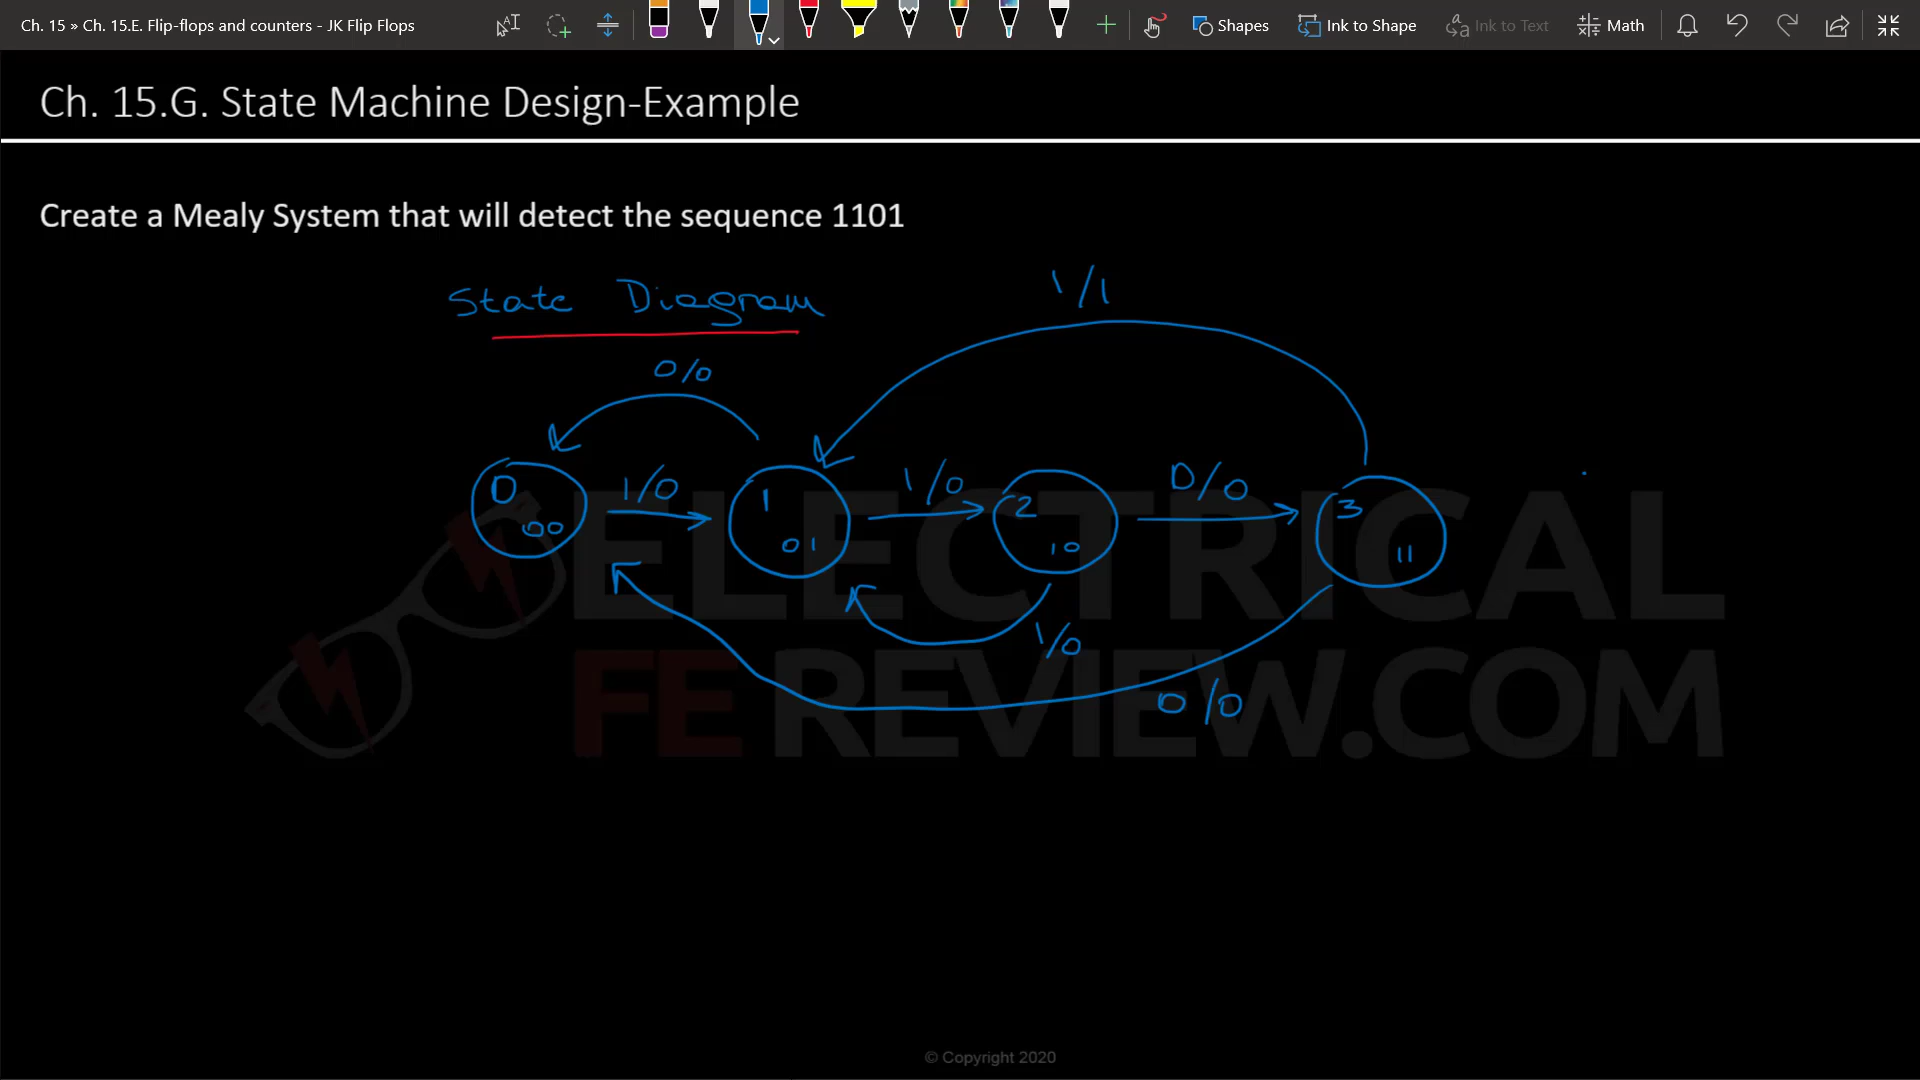 Ch. 15 » Ch. 15.E. Flip-flops and counters - JK Flip Flops
Shapes
Ink to Shape
Ink to Text
Math
Ch. 15.G. State Machine Design-Example
Create a Mealy System that will detect the sequence 1101
State Diagram
1/1
0/0
0
00
1/0
1
01
1/0
2
10
0/0
3
11
1/0
0/0
ELECTRICAL
FE REVIEW.COM
© Copyright 2020